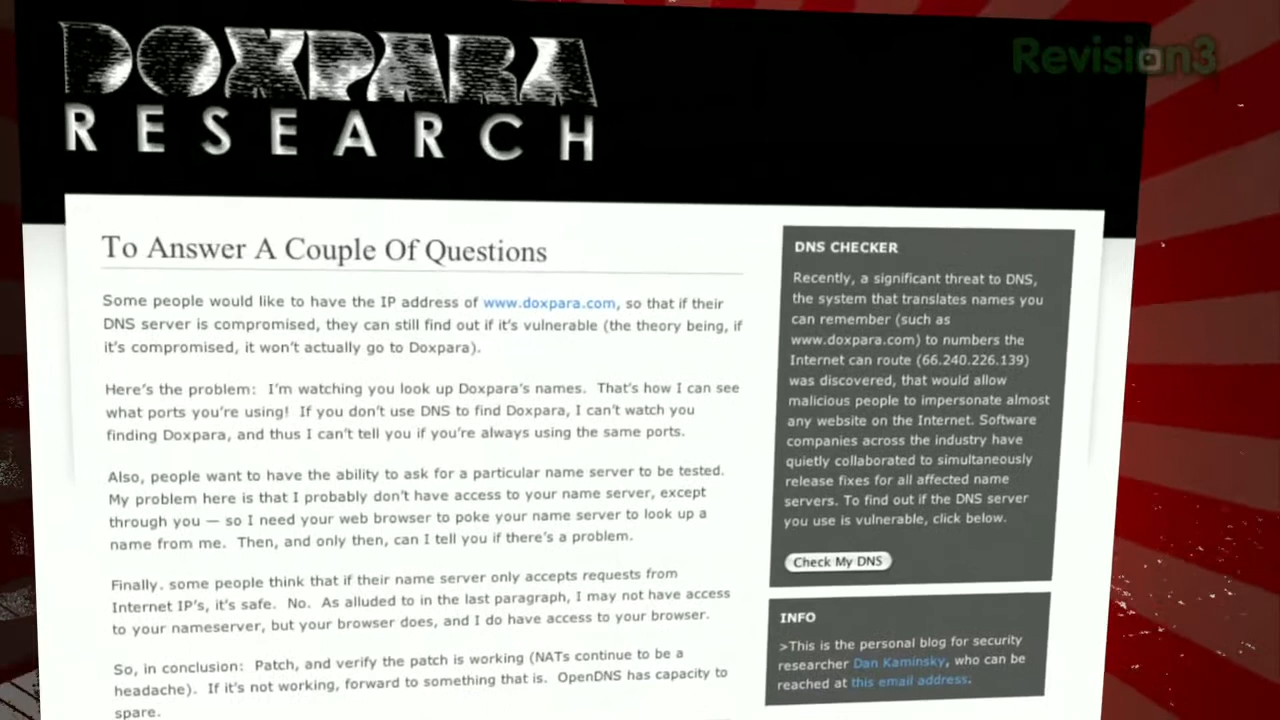 DOXPARA
RESEARCH
Revision3
To Answer A Couple Of Questions
Some people would like to have the IP address of www.doxpara.com, so that if their
DNS server is compromised, they can still find out if it's vulnerable (the theory being, if
it's compromised, it won't actually go to Doxpara).
Here's the problem: I'm watching you look up Doxpara's names. That's how I can see
what ports you're using! If you don't use DNS to find Doxpara, I can't watch you
finding Doxpara, and thus I can't tell you if you're always using the same ports.
Also, people want to have the ability to ask for a particular name server to be tested.
My problem here is that I probably don't have access to your name server, except
through you — so I need your web browser to poke your name server to look up a
name from me. Then, and only then, can I tell you if there's a problem.
Finally, some people think that if their name server only accepts requests from
Internet IP's, it's safe. No. As alluded to in the last paragraph, I may not have access
to your nameserver, but your browser does, and I do have access to your browser.
So, in conclusion: Patch, and verify the patch is working (NATs continue to be a
headache). If it's not working, forward to something that is. OpenDNS has capacity to
spare.
DNS CHECKER
Recently, a significant threat to DNS,
the system that translates names you
can remember (such as
www.doxpara.com) to numbers the
Internet can route (66.240.226.139)
was discovered, that would allow
malicious people to impersonate almost
any website on the Internet. Software
companies across the industry have
quietly collaborated to simultaneously
release fixes for all affected name
servers. To find out if the DNS server
you use is vulnerable, click below.
Check My DNS
INFO
>This is the personal blog for security
researcher Dan Kaminsky, who can be
reached at this email address.